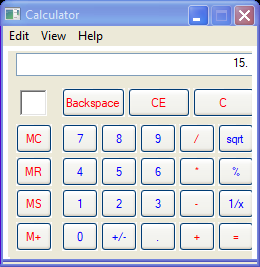 Calculator
Edit View Help
15.
Backspace CE C
MC 7 8 9 / sqrt
MR 4 5 6 * %
MS 1 2 3 - 1/x
M+ 0 +/- . + =